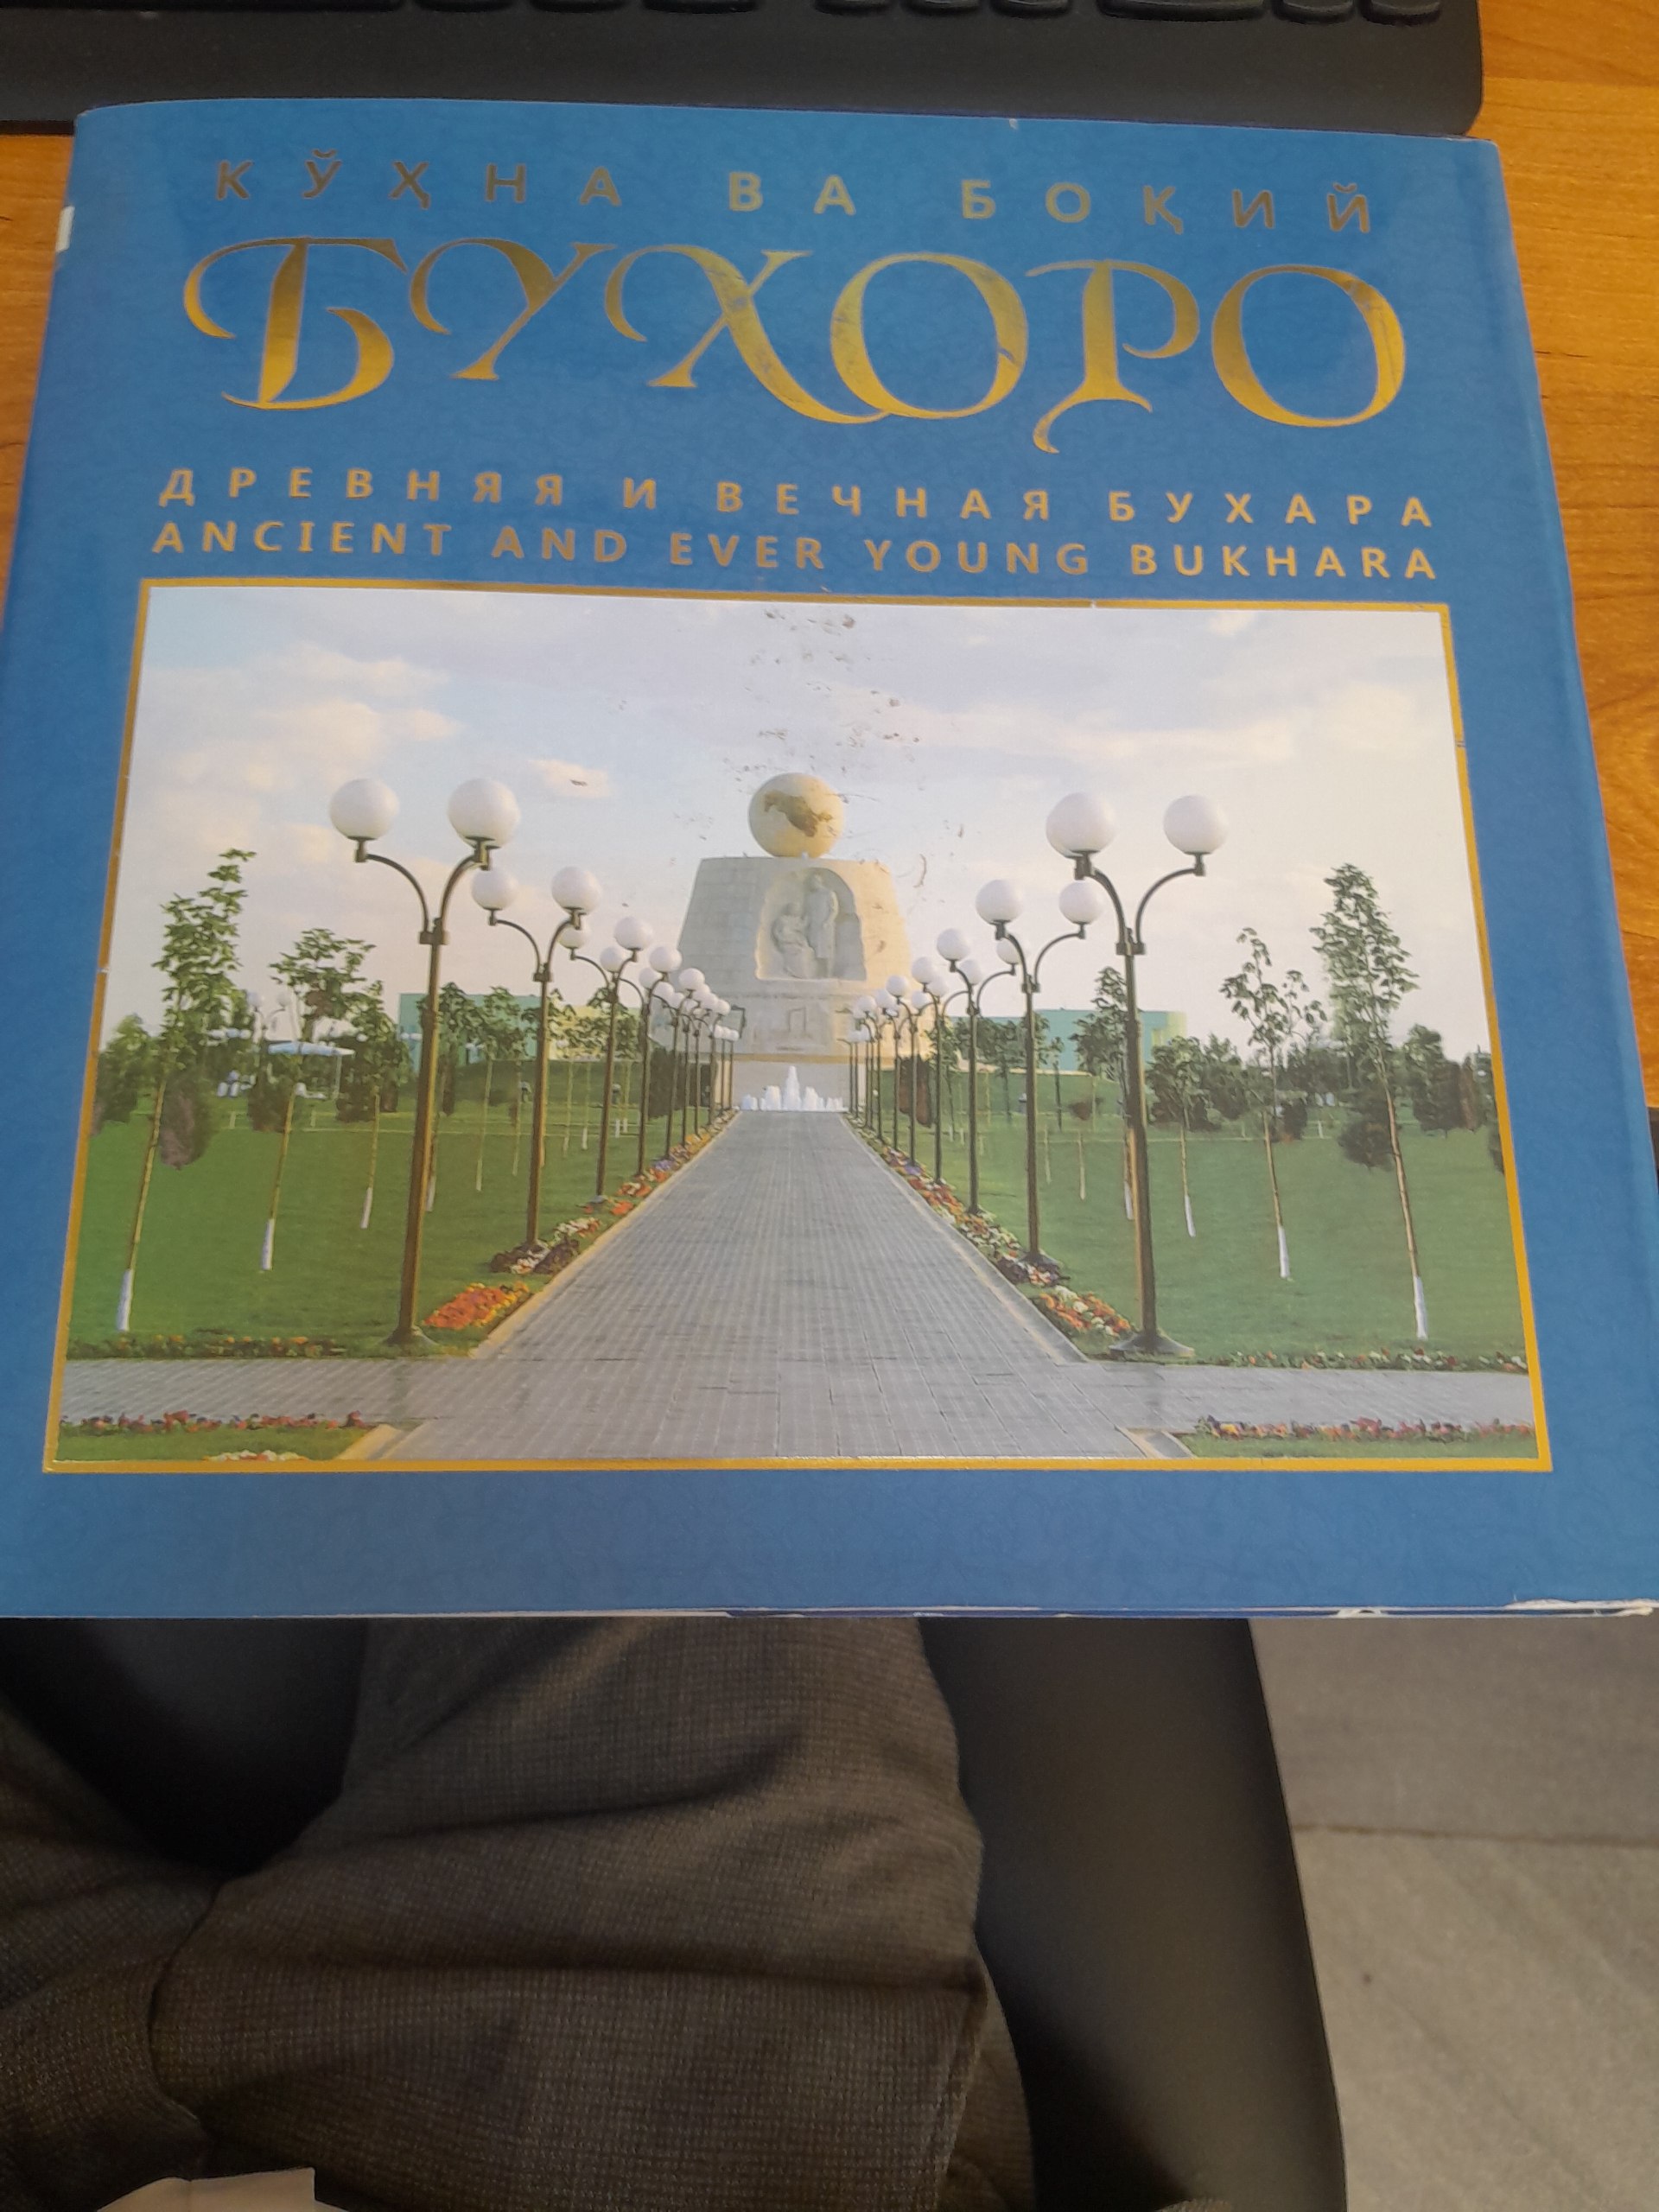 КЎҲНА ВА БОҚИЙ
БУХОРО
ДРЕВНЯЯ И ВЕЧНАЯ БУХАРА
ANCIENT AND EVER YOUNG BUKHARA